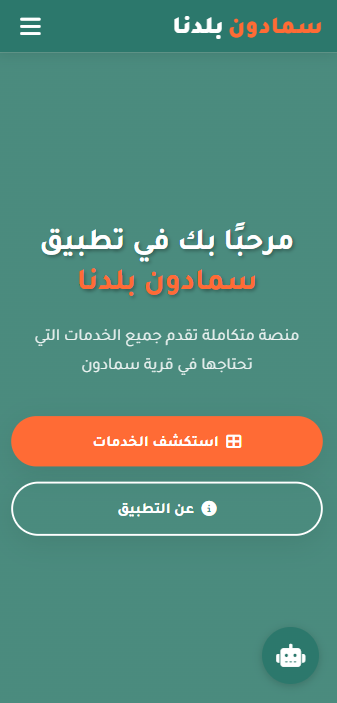 سمادون بلدنا
مرحبًا بك في تطبيق
سمادون بلدنا
منصة متكاملة تقدم جميع الخدمات التي
تحتاجها في قرية سمادون
استكشف الخدمات
عن التطبيق